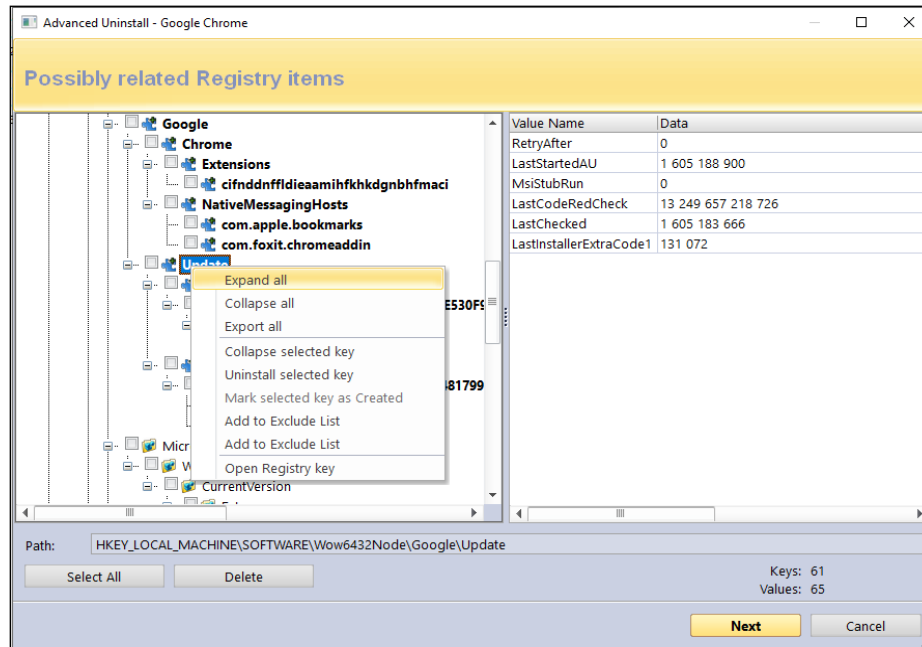 Advanced Uninstall - Google Chrome
Possibly related Registry items
Google
Chrome
Extensions
cifnddnffldieaamihfkhkdgnbhfmaci
NativeMessagingHosts
com.apple.bookmarks
com.foxit.chromeaddin
Update
Expand all
Collapse all
Export all
Collapse selected key
Uninstall selected key
Mark selected key as Created
Add to Exclude List
Add to Exclude List
Open Registry key
E530F9
481799
Micr
W
CurrentVersion
Value Name Data
RetryAfter 0
LastStartedAU 1 605 188 900
MsiStubRun 0
LastCodeRedCheck 13 249 657 218 726
LastChecked 1 605 183 666
LastInstallerExtraCode1 131 072
Path: HKEY_LOCAL_MACHINE\SOFTWARE\Wow6432Node\Google\Update
Select All Delete
Keys: 61
Values: 65
Next Cancel